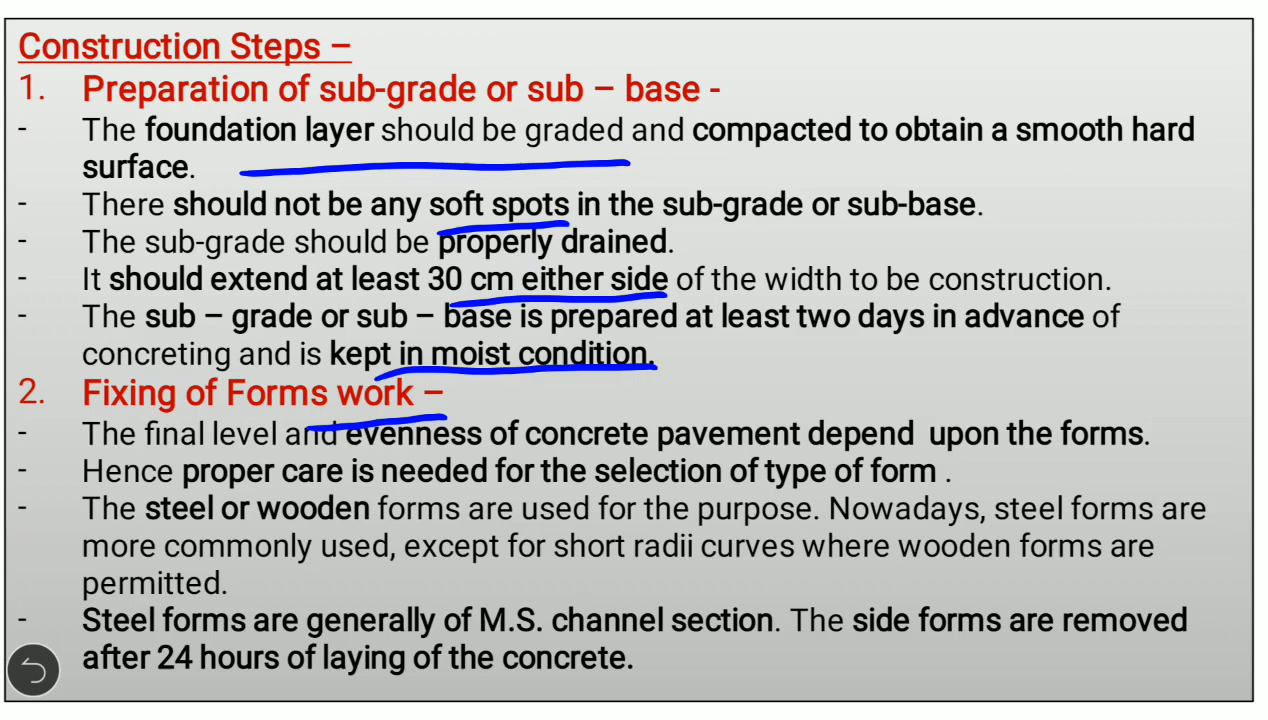 Construction Steps –
1. Preparation of sub-grade or sub – base -
- The foundation layer should be graded and compacted to obtain a smooth hard
surface.
- There should not be any soft spots in the sub-grade or sub-base.
- The sub-grade should be properly drained.
- It should extend at least 30 cm either side of the width to be construction.
- The sub – grade or sub – base is prepared at least two days in advance of
concreting and is kept in moist condition.
2. Fixing of Forms work –
- The final level and evenness of concrete pavement depend upon the forms.
- Hence proper care is needed for the selection of type of form .
- The steel or wooden forms are used for the purpose. Nowadays, steel forms are
more commonly used, except for short radii curves where wooden forms are
permitted.
- Steel forms are generally of M.S. channel section. The side forms are removed
after 24 hours of laying of the concrete.